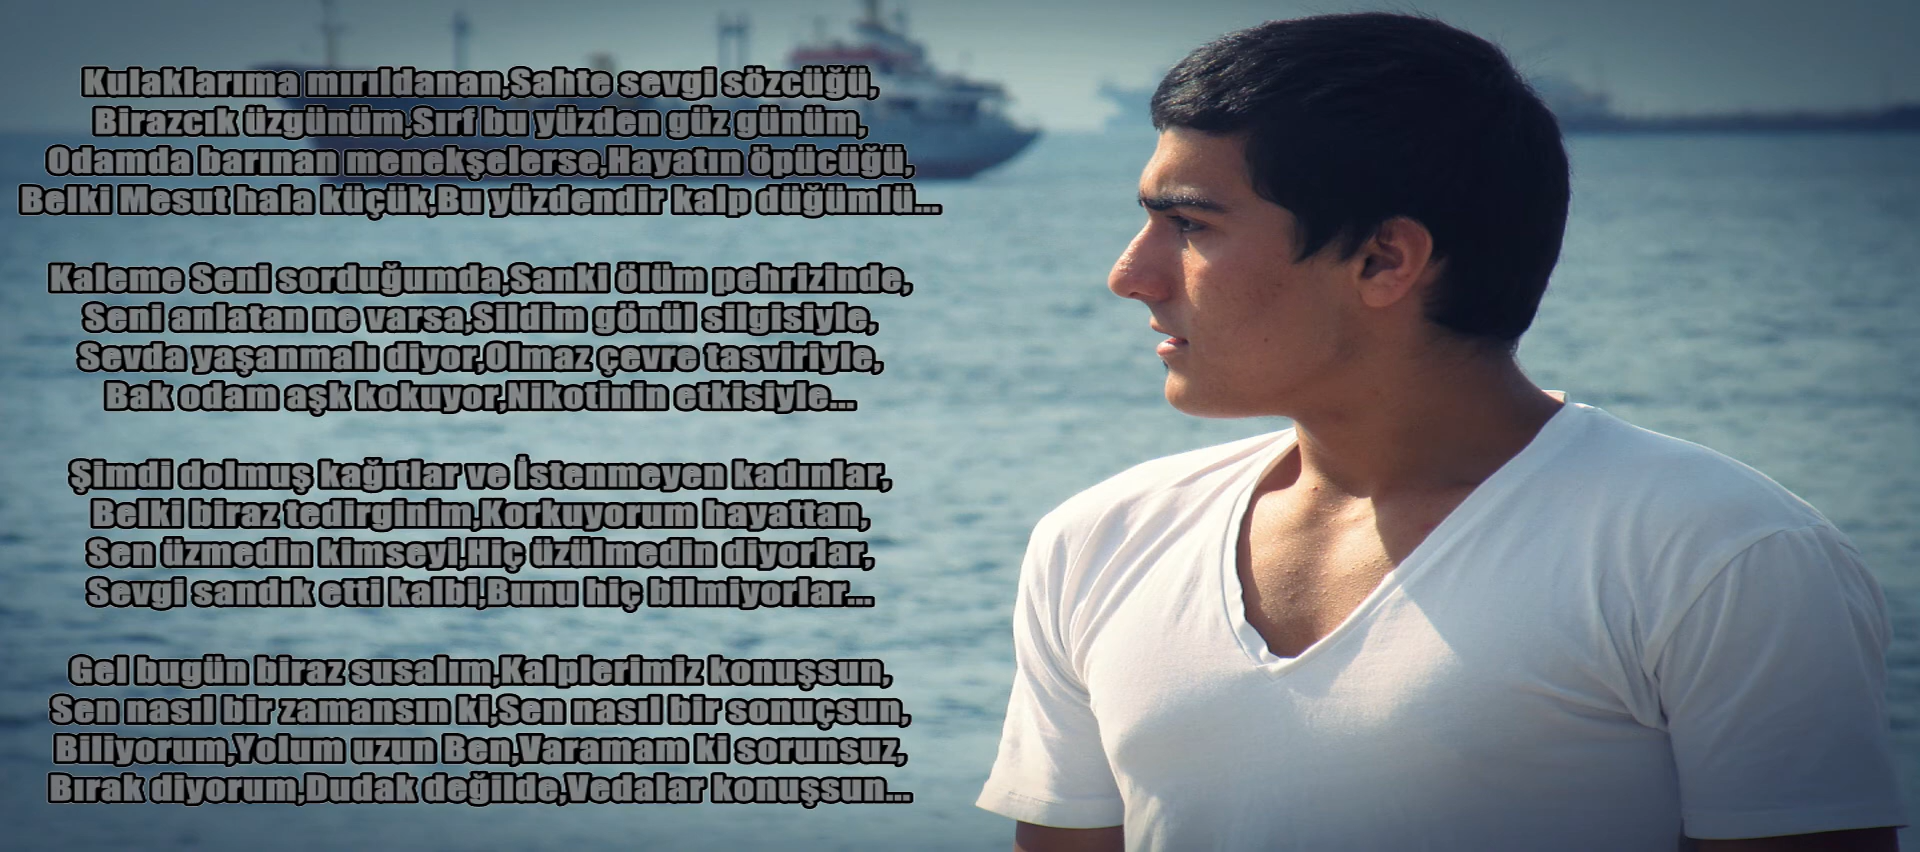 Kulaklarıma mırıldanan,Sahte sevgi sözcüğü,
Birazcık üzgünüm,Sırf bu yüzden güz günüm,
Odamda barınan menekşelerse,Hayatın öpücüğü,
Belki Mesut hala küçük,Bu yüzdendir kalp düğümlü...
Kaleme Seni sorduğumda,Sanki ölüm pehrizinde,
Seni anlatan ne varsa,Sildim gönül silgisiyle,
Sevda yaşanmalı diyor,Olmaz çevre tasviriyle,
Bak odam aşk kokuyor,Nikotinin etkisiyle...
Şimdi dolmuş kağıtlar ve İstenmeyen kadınlar,
Belki biraz tedirginim,Korkuyorum hayattan,
Sen üzmedin kimseyi,Hiç üzülmedin diyorlar,
Sevgi sandık etti kalbi,Bunu hiç bilmiyorlar...
Gel bugün biraz susalım,Kalplerimiz konuşsun,
Sen nasıl bir zamansın ki,Sen nasıl bir sonuçsun,
Biliyorum,Yolum uzun Ben,Varamam ki sorunsuz,
Bırak diyorum,Dudak değilde,Vedalar konuşsun...